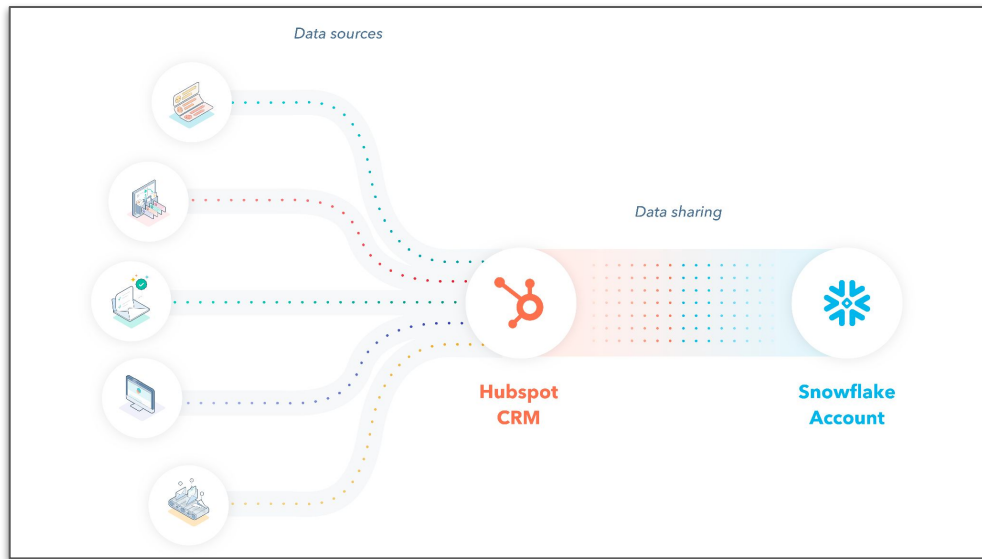 Data sources
Data sharing
Hubspot
CRM
Snowflake
Account